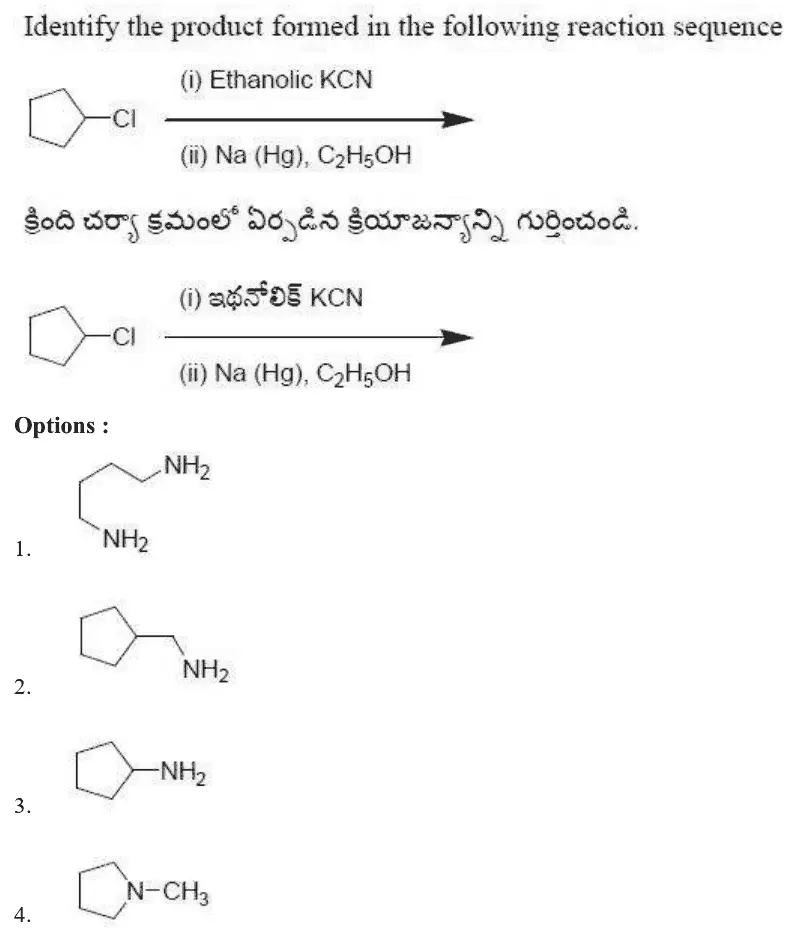 Identify the product formed in the following reaction sequence
(i) Ethanolic KCN
Cl
(ii) Na (Hg), C₂H₅OH
క్రింది చర్యా క్రమంలో ఏర్పడిన క్రియాజన్యాన్ని గుర్తించండి.
(i) ఇథనోలిక్ KCN
Cl
(ii) Na (Hg), C₂H₅OH
Options :
NH₂
NH₂
1.
NH₂
2.
NH₂
3.
N-CH₃
4.